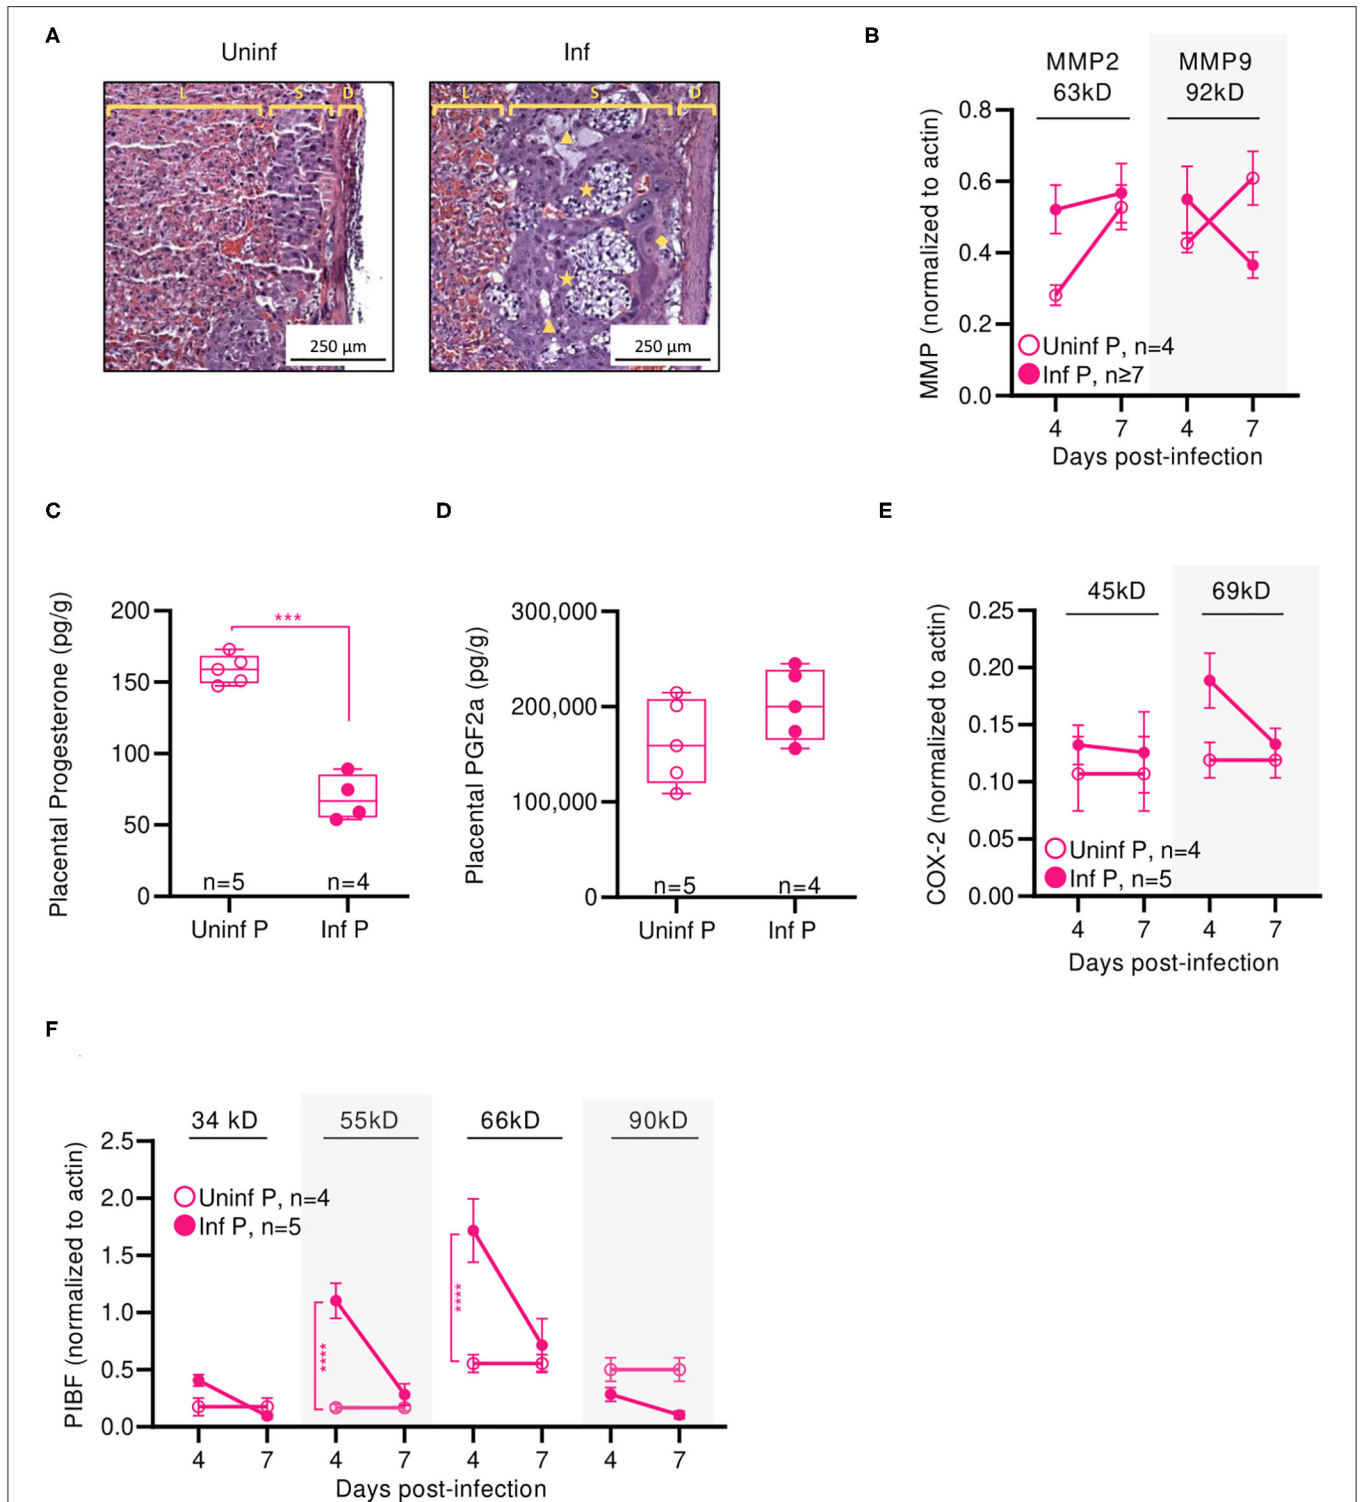 A
Uninf
Inf
L S D
L S D
250 µm
250 µm
B
MMP2
63kD
MMP9
92kD
MMP (normalized to actin)
0.8
0.6
0.4
0.2
0.0
Uninf P, n=4
Inf P, n≥7
4 7 4 7
Days post-infection
C
Placental Progesterone (pg/g)
200
150
100
50
0
***
n=5 n=4
Uninf P Inf P
D
Placental PGF2a (pg/g)
300,000
200,000
100,000
0
n=5 n=4
Uninf P Inf P
E
45kD 69kD
COX-2 (normalized to actin)
0.25
0.20
0.15
0.10
0.05
0.00
Uninf P, n=4
Inf P, n=5
4 7 4 7
Days post-infection
F
34 kD 55kD 66kD 90kD
PIBF (normalized to actin)
2.5
2.0
1.5
1.0
0.5
0.0
Uninf P, n=4
Inf P, n=5
****
****
4 7 4 7 4 7 4 7
Days post-infection